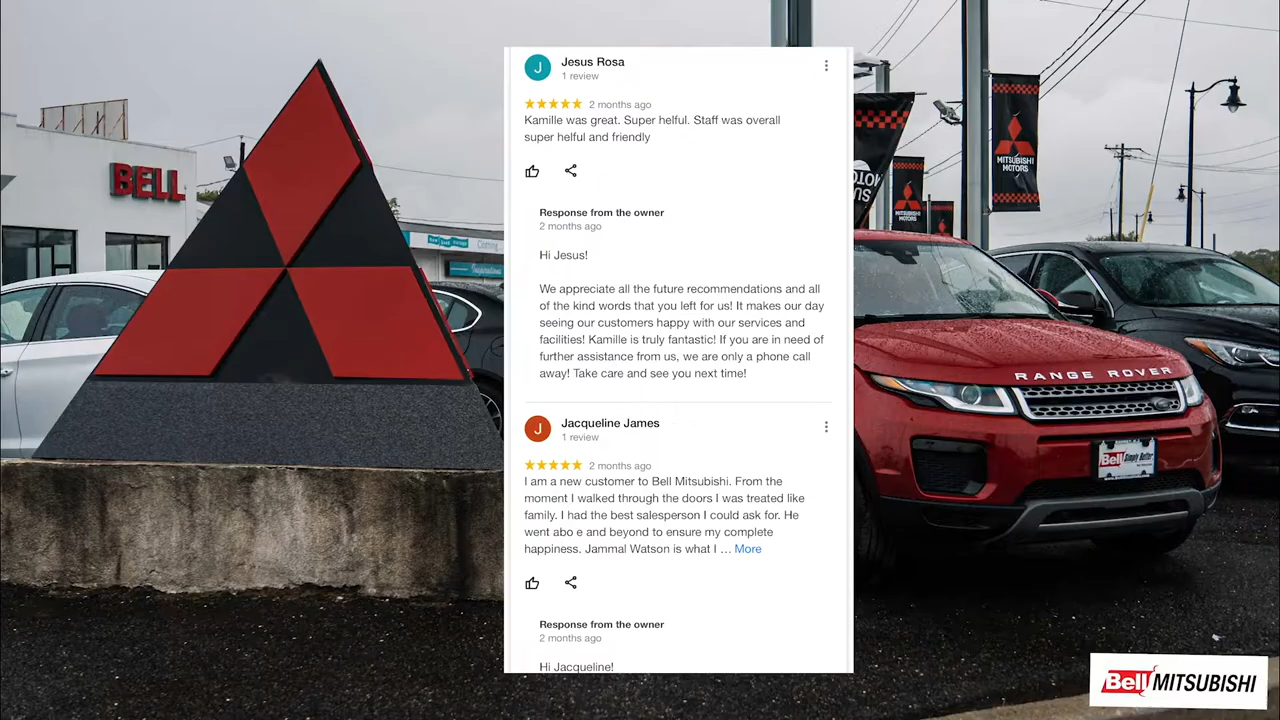 BELL
Jesus Rosa
1 review
2 months ago
Kamille was great. Super helful. Staff was overall
super helful and friendly
Response from the owner
2 months ago
Hi Jesus!
We appreciate all the future recommendations and all
of the kind words that you left for us! It makes our day
seeing our customers happy with our services and
facilities! Kamille is truly fantastic! If you are in need of
further assistance from us, we are only a phone call
away! Take care and see you next time!
J
Jacqueline James
1 review
2 months ago
I am a new customer to Bell Mitsubishi. From the
moment I walked through the doors I was treated like
family. I had the best salesperson I could ask for. He
went abo e and beyond to ensure my complete
happiness. Jammal Watson is what I … More
Response from the owner
2 months ago
Hi Jacqueline!
J
MITSUBISHI
MOTORS
MITSUBISHI
MOTORS
RANGE ROVER
Bell Simply Better
Bell MITSUBISHI